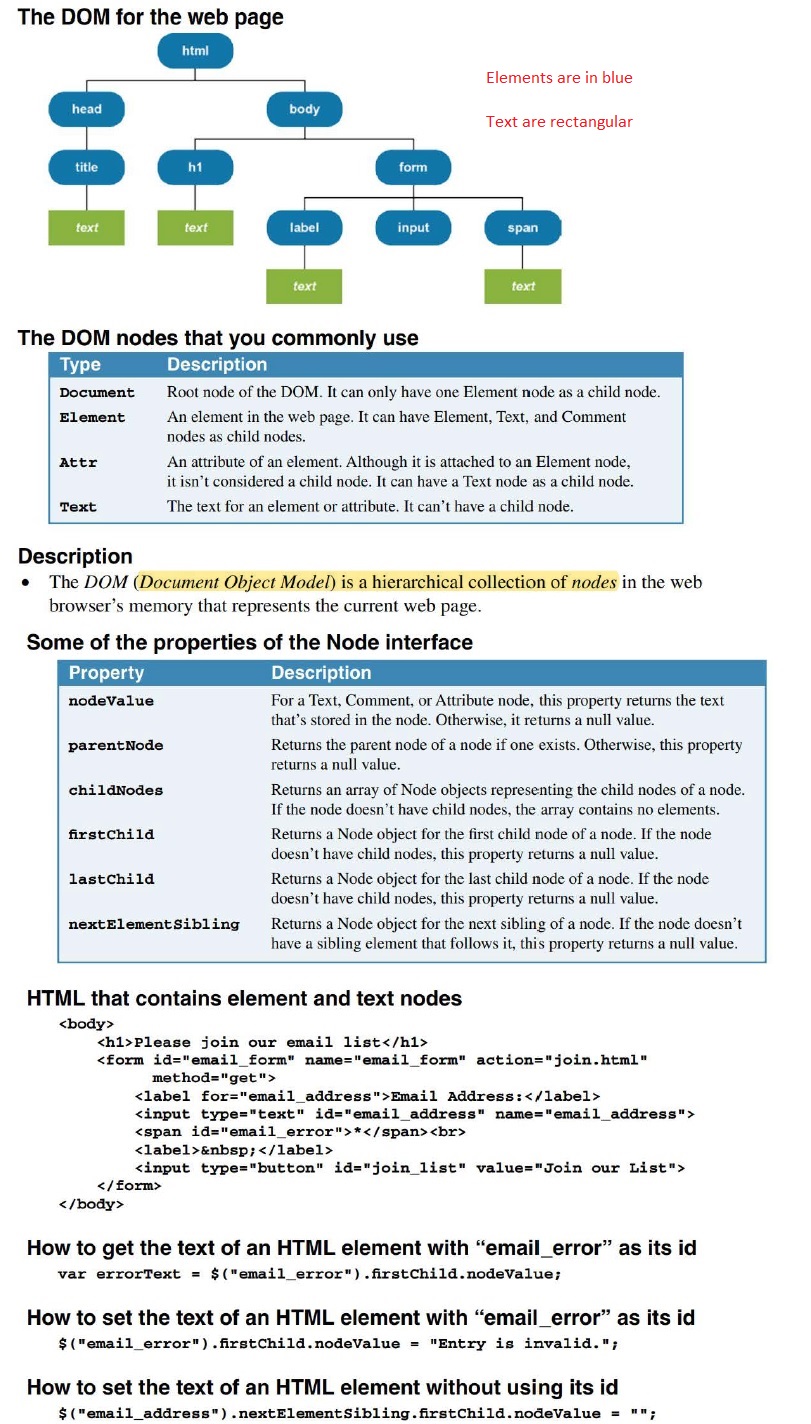 The DOM for the web page
html
Elements are in blue
head
body
Text are rectangular
title
h1
form
text
text
label
input
span
text
text
The DOM nodes that you commonly use
Type Description
Document Root node of the DOM. It can only have one Element node as a child node.
Element An element in the web page. It can have Element, Text, and Comment
nodes as child nodes.
Attr An attribute of an element. Although it is attached to an Element node,
it isn't considered a child node. It can have a Text node as a child node.
Text The text for an element or attribute. It can't have a child node.
Description
• The DOM (Document Object Model) is a hierarchical collection of nodes in the web
browser's memory that represents the current web page.
Some of the properties of the Node interface
Property Description
nodeValue For a Text, Comment, or Attribute node, this property returns the text
that's stored in the node. Otherwise, it returns a null value.
parentNode Returns the parent node of a node if one exists. Otherwise, this property
returns a null value.
childNodes Returns an array of Node objects representing the child nodes of a node.
If the node doesn't have child nodes, the array contains no elements.
firstChild Returns a Node object for the first child node of a node. If the node
doesn't have child nodes, this property returns a null value.
lastChild Returns a Node object for the last child node of a node. If the node
doesn't have child nodes, this property returns a null value.
nextElementSibling Returns a Node object for the next sibling of a node. If the node doesn't
have a sibling element that follows it, this property returns a null value.
HTML that contains element and text nodes
<body>
<h1>Please join our email list</h1>
<form id="email_form" name="email_form" action="join.html"
method="get">
<label for="email_address">Email Address:</label>
<input type="text" id="email_address" name="email_address">
<span id="email_error">*</span><br>
<label>&nbsp;</label>
<input type="button" id="join_list" value="Join our List">
</form>
</body>
How to get the text of an HTML element with “email_error” as its id
var errorText = $("email_error").firstChild.nodeValue;
How to set the text of an HTML element with “email_error” as its id
$("email_error").firstChild.nodeValue = "Entry is invalid.";
How to set the text of an HTML element without using its id
$("email_address").nextElementSibling.firstChild.nodeValue = "";